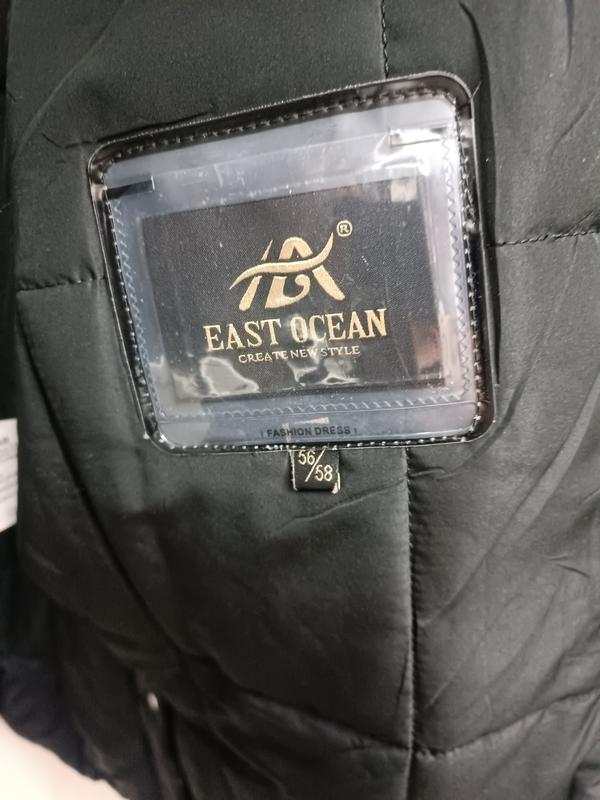 ®
EAST OCEAN
CREATE NEW STYLE
FASHION DRESS
56/58